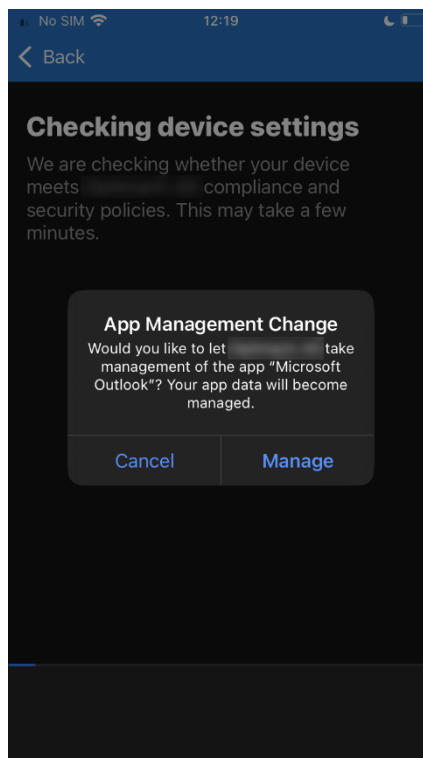 No SIM 12:19
Back
Checking device settings
We are checking whether your device
meets compliance and
security policies. This may take a few
minutes.
App Management Change
Would you like to let take
management of the app “Microsoft
Outlook”? Your app data will become
managed.
Cancel Manage